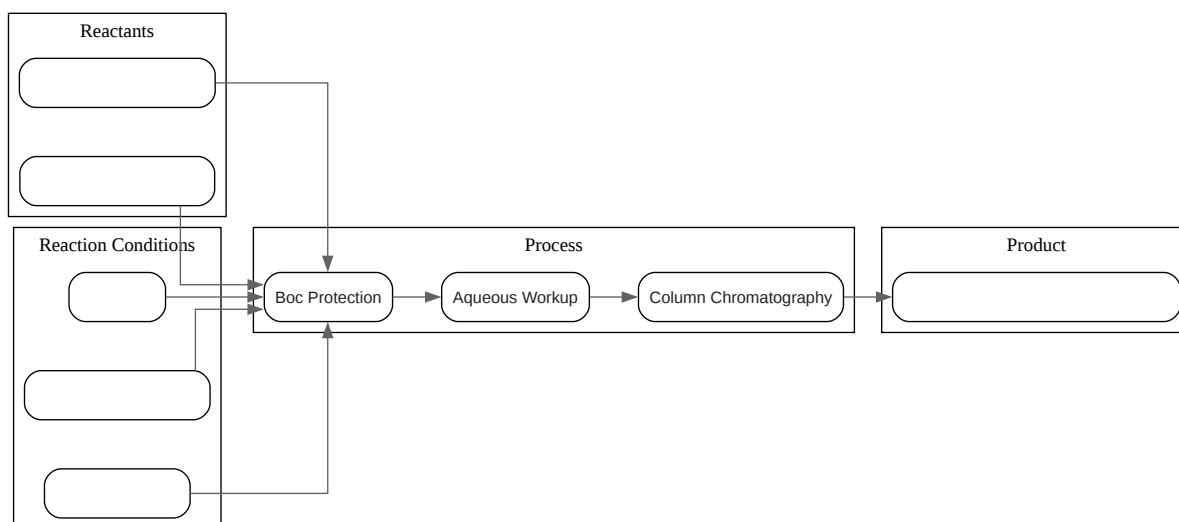 Reactants
Reaction Conditions
Process
Product
Boc Protection
Aqueous Workup
Column Chromatography